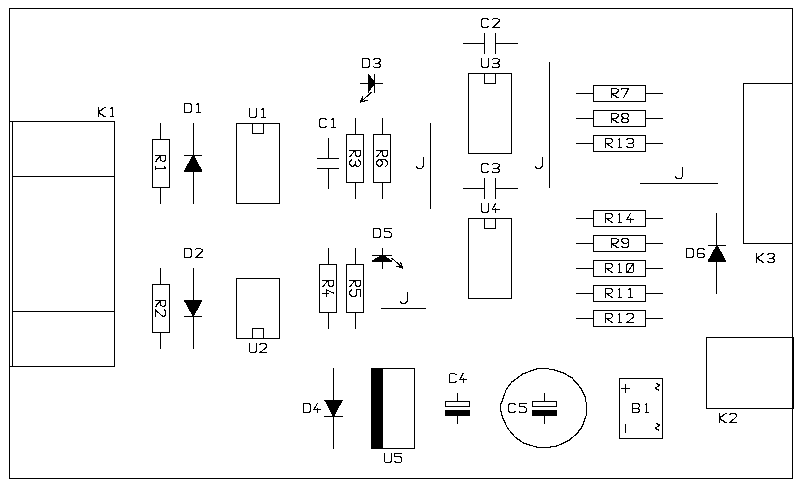 C2
D3
U3
K1
D1
U1
C1
R7
R8
R13
R1
R3
R6
J
J
C3
J
U4
R14
R9
R10
R11
R12
D5
D2
D6
K3
R2
R4
R5
J
U2
C4
D4
C5
+
~
B1
-
~
K2
U5